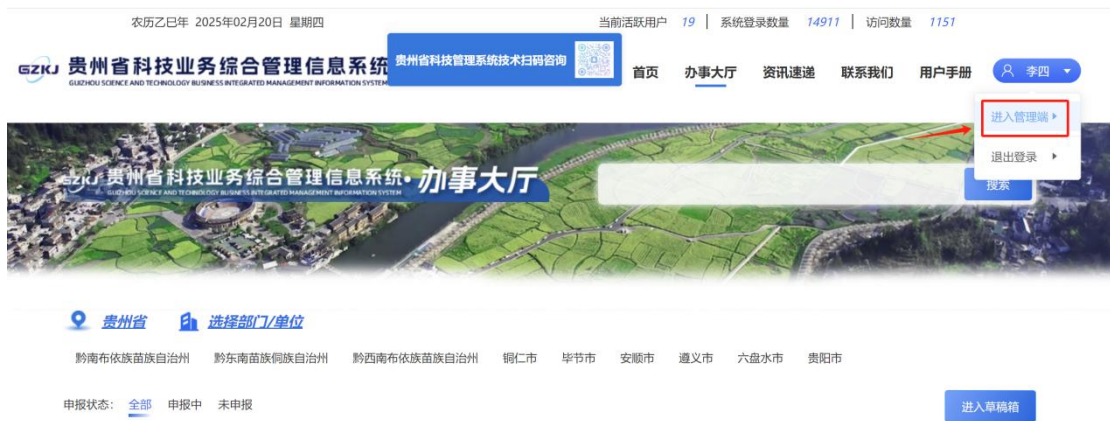 农历乙巳年 2025年02月20日 星期四 当前活跃用户 19 | 系统登录数量 14911 | 访问数量 1151
GZKJ 贵州省科技业务综合管理信息系统 贵州省科技管理系统技术扫码咨询 首页 办事大厅 资讯速递 联系我们 用户手册 李四
GUIZHOU SCIENCE AND TECHNOLOGY BUSINESS INTEGRATED MANAGEMENT INFORMATION SYSTEM
进入管理端
退出登录
GZKJ 贵州省科技业务综合管理信息系统 · 办事大厅
GUIZHOU SCIENCE AND TECHNOLOGY BUSINESS INTEGRATED MANAGEMENT INFORMATION SYSTEM
搜索
贵州省 选择部门/单位
黔南布依族苗族自治州 黔东南苗族侗族自治州 黔西南布依族苗族自治州 铜仁市 毕节市 安顺市 遵义市 六盘水市 贵阳市
申报状态: 全部 申报中 未申报 进入草稿箱